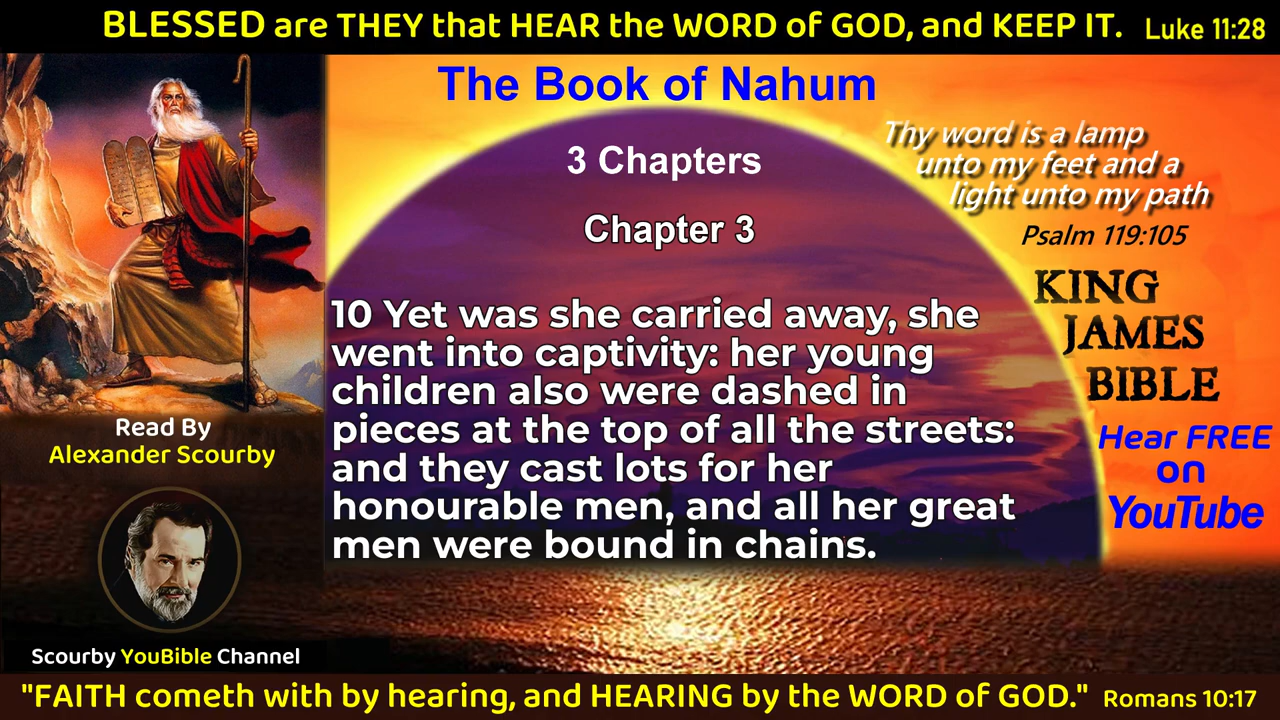 BLESSED are THEY that HEAR the WORD of GOD, and KEEP IT. Luke 11:28
The Book of Nahum
3 Chapters
Chapter 3
10 Yet was she carried away, she
went into captivity: her young
children also were dashed in
pieces at the top of all the streets:
and they cast lots for her
honourable men, and all her great
men were bound in chains.
Thy word is a lamp
unto my feet and a
light unto my path
Psalm 119:105
KING
JAMES
BIBLE
Hear FREE
on
YouTube
Read By
Alexander Scourby
Scourby YouBible Channel
"FAITH cometh with by hearing, and HEARING by the WORD of GOD." Romans 10:17